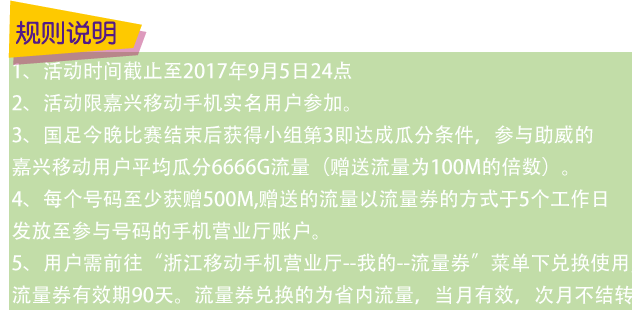 规则说明
1、活动时间截止至2017年9月5日24点
2、活动限嘉兴移动手机实名用户参加。
3、国足今晚比赛结束后获得小组第3即达成瓜分条件，参与助威的
嘉兴移动用户平均瓜分6666G流量（赠送流量为100M的倍数）。
4、每个号码至少获赠500M,赠送的流量以流量券的方式于5个工作日
发放至参与号码的手机营业厅账户。
5、用户需前往“浙江移动手机营业厅--我的--流量券”菜单下兑换使用
流量券有效期90天。流量券兑换的为省内流量，当月有效，次月不结转